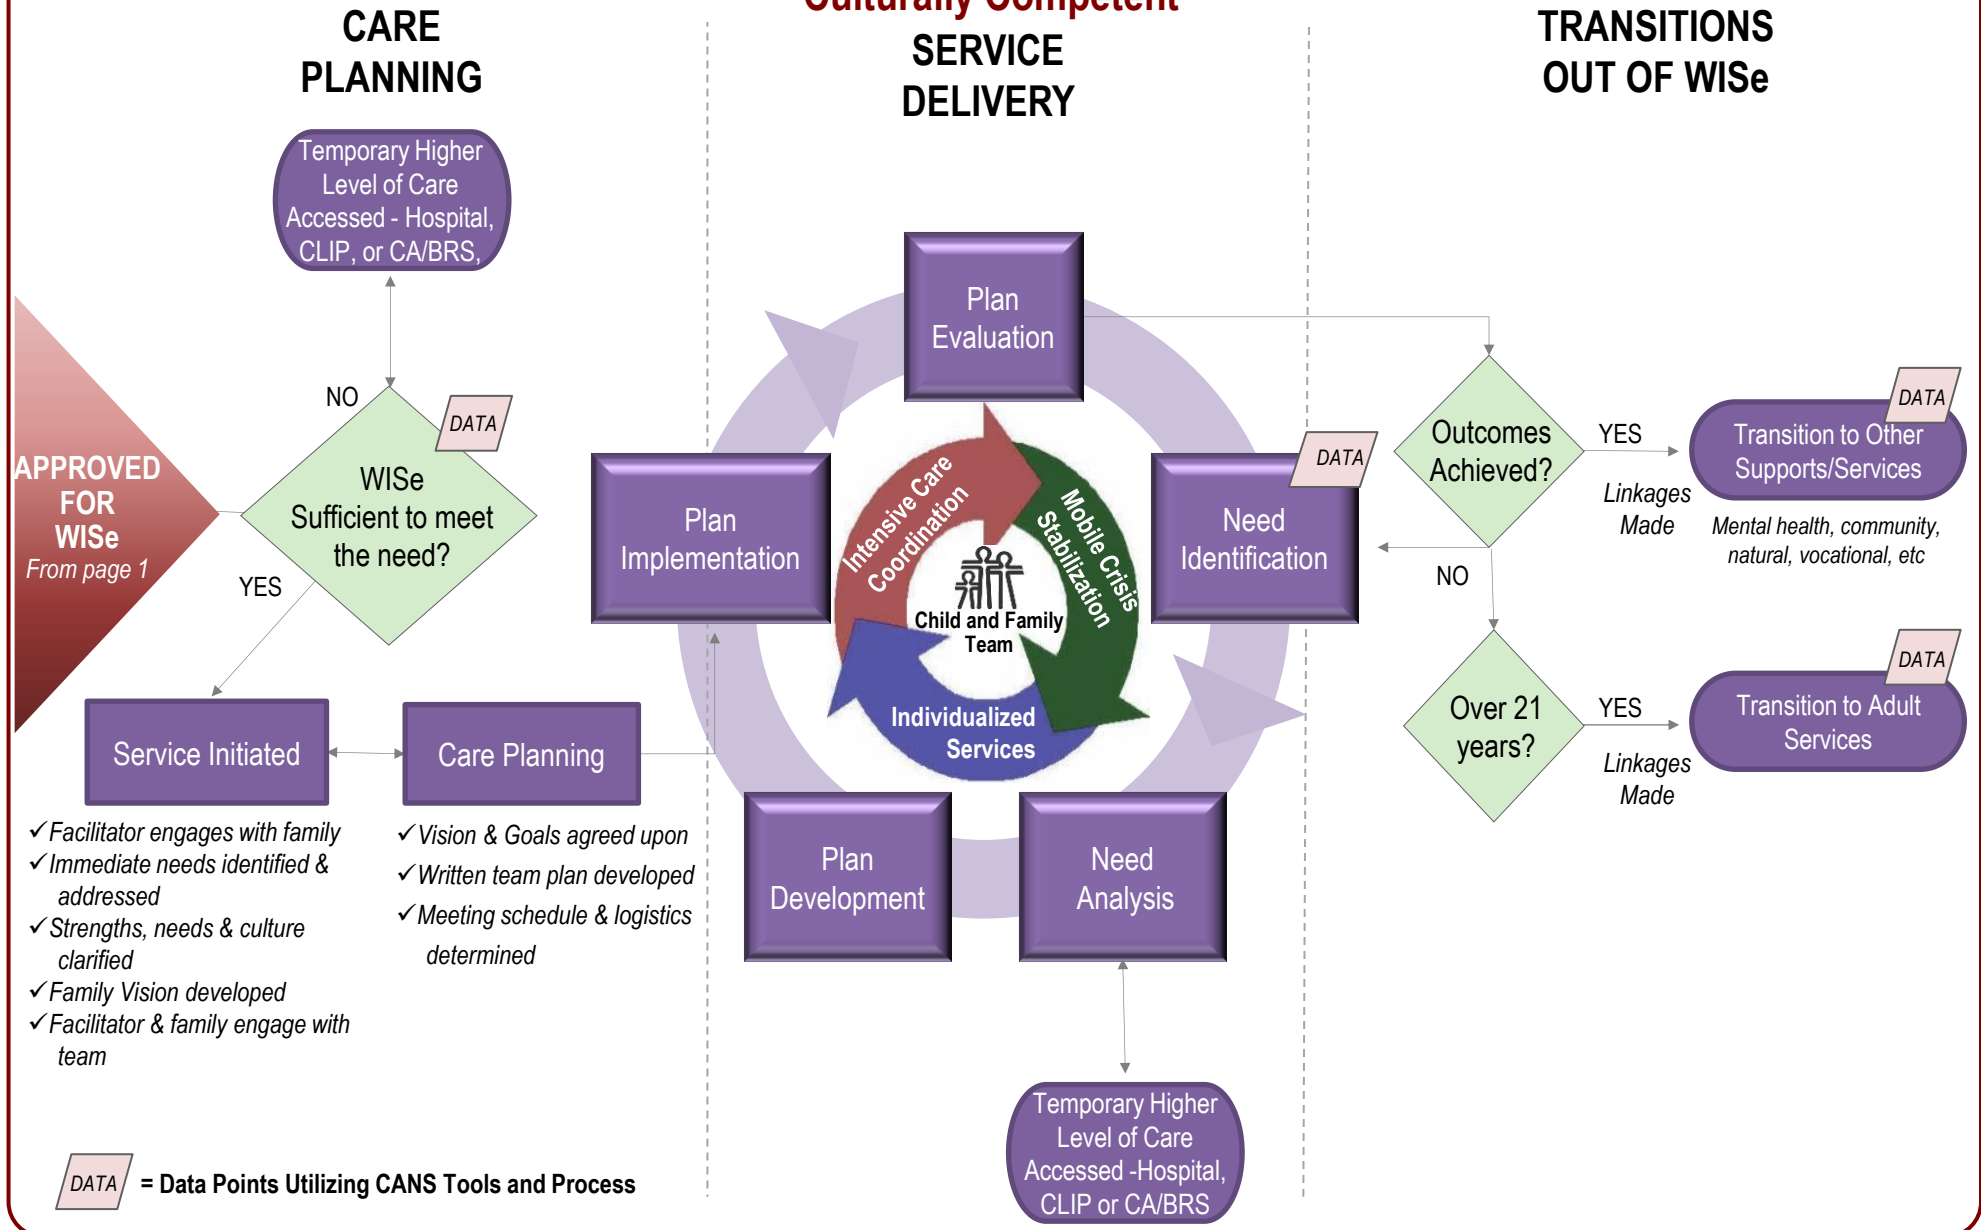 CARE
PLANNING
Culturally Competent
SERVICE
DELIVERY
TRANSITIONS
OUT OF WISe
Temporary Higher
Level of Care
Accessed - Hospital,
CLIP, or CA/BRS,
NO
DATA
WISe
Sufficient to meet
the need?
APPROVED
FOR
WISe
From page 1
YES
Service Initiated
Care Planning
✓Facilitator engages with family
✓Immediate needs identified &
addressed
✓Strengths, needs & culture
clarified
✓Family Vision developed
✓Facilitator & family engage with
team
✓Vision & Goals agreed upon
✓Written team plan developed
✓Meeting schedule & logistics
determined
Plan
Evaluation
Plan
Implementation
DATA
Need
Identification
Intensive Care
Coordination
Mobile Crisis
Stabilization
Child and Family
Team
Individualized
Services
Plan
Development
Need
Analysis
Temporary Higher
Level of Care
Accessed -Hospital,
CLIP or CA/BRS
Outcomes
Achieved?
YES
Linkages
Made
DATA
Transition to Other
Supports/Services
Mental health, community,
natural, vocational, etc
NO
Over 21
years?
YES
Linkages
Made
DATA
Transition to Adult
Services
DATA
= Data Points Utilizing CANS Tools and Process